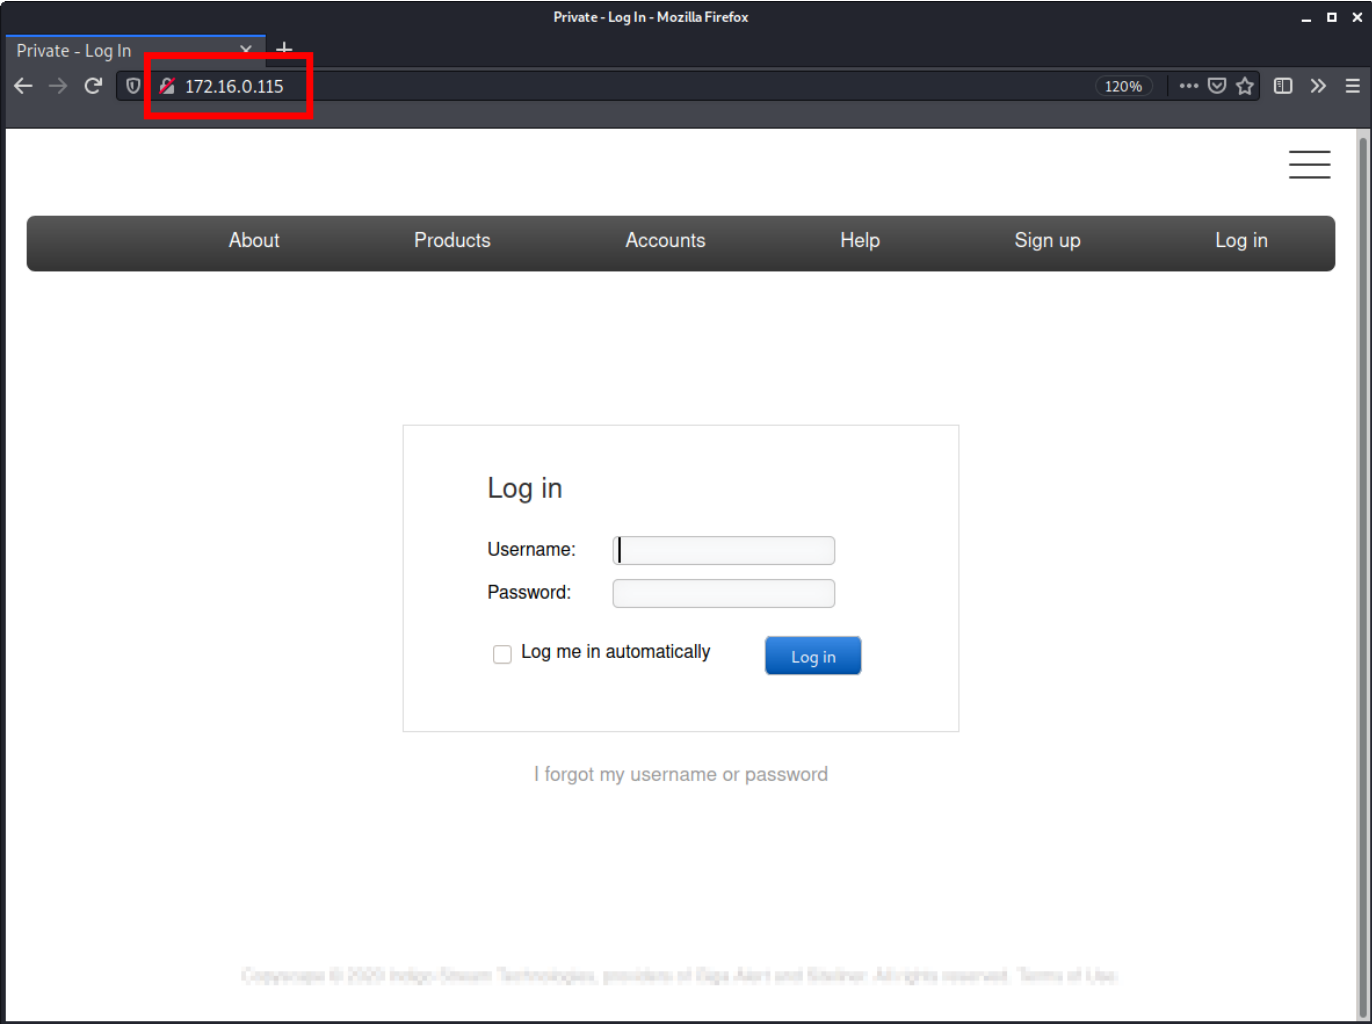 Private - Log In - Mozilla Firefox
Private - Log In
172.16.0.115
120%
About Products Accounts Help Sign up Log in
Log in
Username:
Password:
Log me in automatically Log in
I forgot my username or password